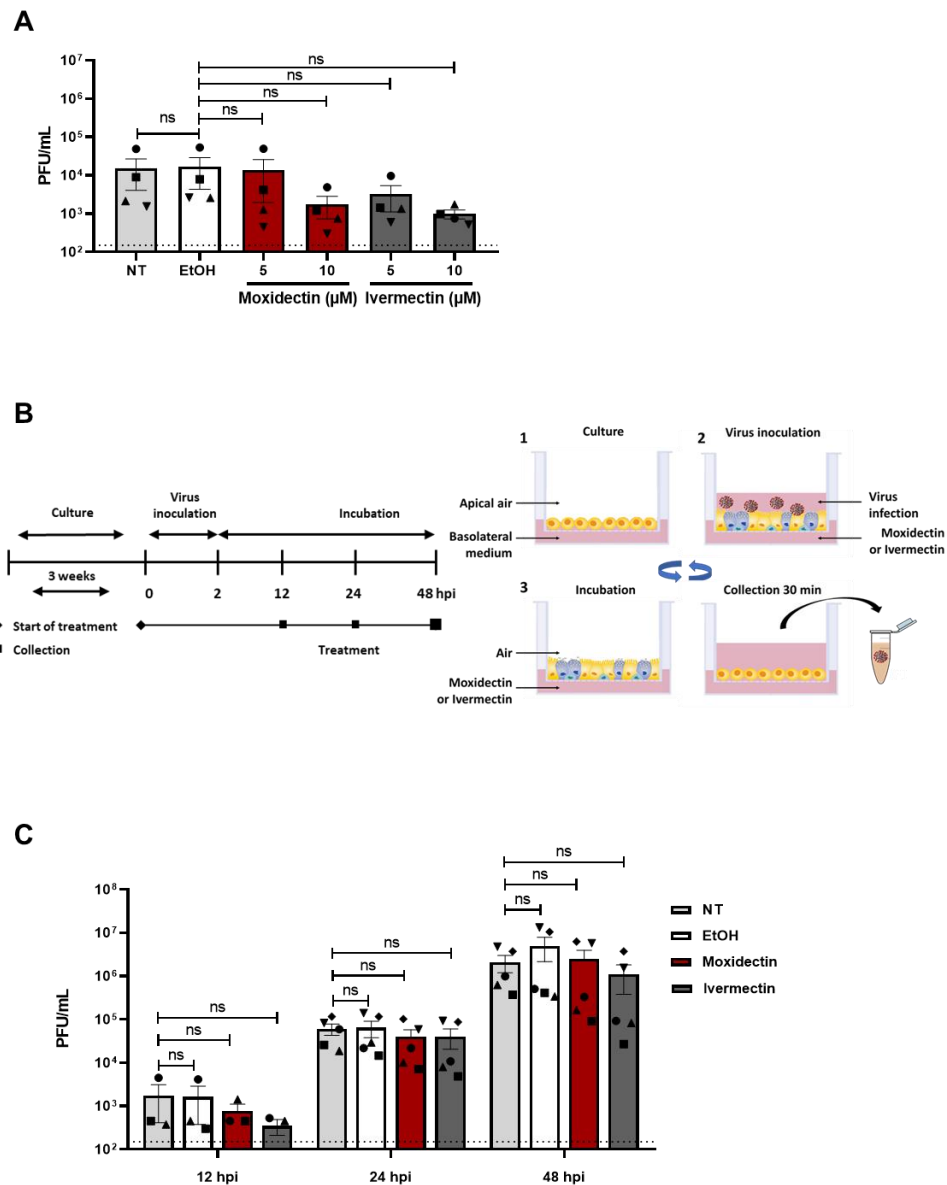 A
10⁷
10⁶
10⁵
10⁴
10³
10²
PFU/mL
ns
ns
ns
ns
ns
NT
EtOH
5
10
5
10
Moxidectin (µM)
Ivermectin (µM)
B
Culture
Virus
inoculation
Incubation
3 weeks
0
2
12
24
48 hpi
Start of treatment
Collection
Treatment
1
Culture
Apical air
Basolateral
medium
2
Virus inoculation
Virus
infection
Moxidectin
or Ivermectin
3
Incubation
Air
Moxidectin
or Ivermectin
Collection 30 min
C
10⁸
10⁷
10⁶
10⁵
10⁴
10³
10²
PFU/mL
ns
ns
ns
ns
ns
ns
ns
ns
ns
12 hpi
24 hpi
48 hpi
NT
EtOH
Moxidectin
Ivermectin